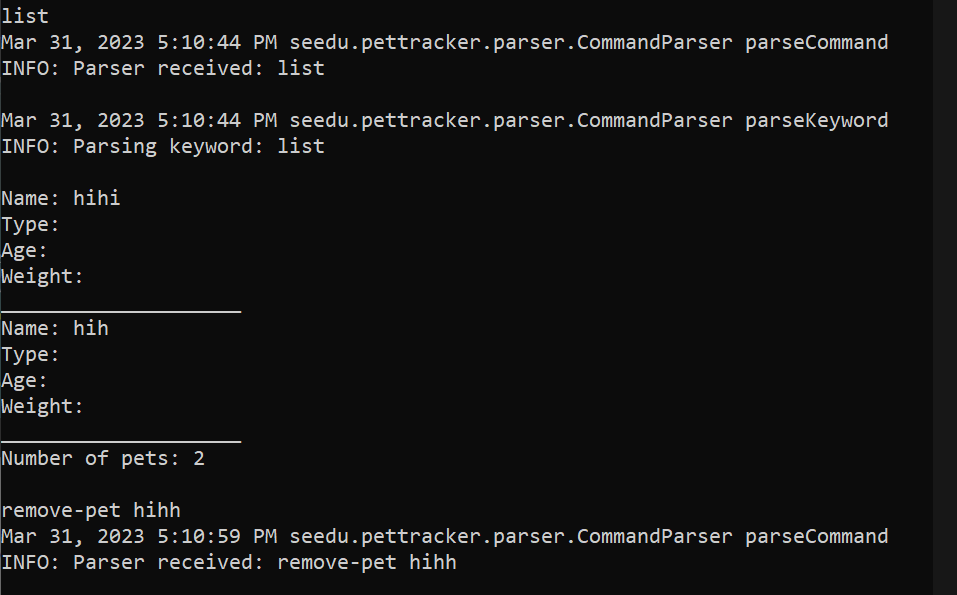 list
Mar 31, 2023 5:10:44 PM seedu.pettracker.parser.CommandParser parseCommand
INFO: Parser received: list
Mar 31, 2023 5:10:44 PM seedu.pettracker.parser.CommandParser parseKeyword
INFO: Parsing keyword: list
Name: hihi
Type:
Age:
Weight:
____________________
Name: hih
Type:
Age:
Weight:
____________________
Number of pets: 2
remove-pet hihh
Mar 31, 2023 5:10:59 PM seedu.pettracker.parser.CommandParser parseCommand
INFO: Parser received: remove-pet hihh